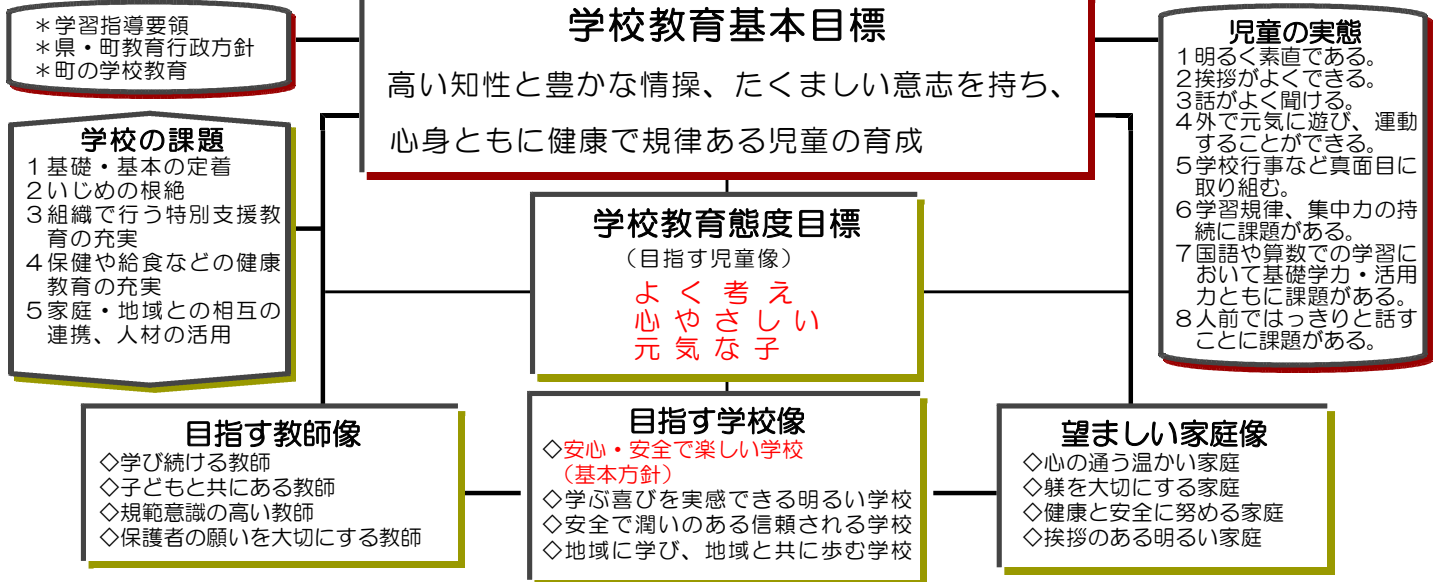 ＊学習指導要領
＊県・町教育行政方針
＊町の学校教育
学校教育基本目標
高い知性と豊かな情操、たくましい意志を持ち、
心身ともに健康で規律ある児童の育成
児童の実態
１明るく素直である。
２挨拶がよくできる。
３話がよく聞ける。
４外で元気に遊び、運動
することができる。
５学校行事など真面目に
取り組む。
６学習規律、集中力の持
続に課題がある。
７国語や算数での学習に
おいて基礎学力・活用
力ともに課題がある。
８人前ではっきりと話す
ことに課題がある。
学校の課題
１基礎・基本の定着
２いじめの根絶
３組織で行う特別支援教
育の充実
４保健や給食などの健康
教育の充実
５家庭・地域との相互の
連携、人材の活用
学校教育態度目標
（目指す児童像）
よく考え
心やさしい
元気な子
目指す教師像
◇学び続ける教師
◇子どもと共にある教師
◇規範意識の高い教師
◇保護者の願いを大切にする教師
目指す学校像
◇安心・安全で楽しい学校
（基本方針）
◇学ぶ喜びを実感できる明るい学校
◇安全で潤いのある信頼される学校
◇地域に学び、地域と共に歩む学校
望ましい家庭像
◇心の通う温かい家庭
◇躾を大切にする家庭
◇健康と安全に努める家庭
◇挨拶のある明るい家庭